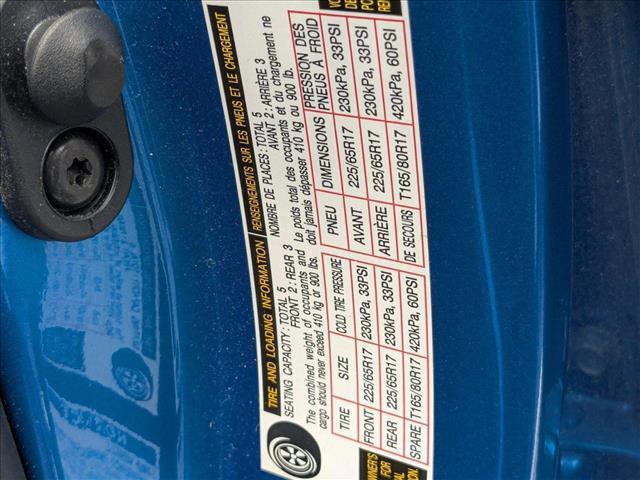 TIRE AND LOADING INFORMATION
SEATING CAPACITY: TOTAL 5
FRONT 2: REAR 3
The combined weight of occupants and
cargo should never exceed 410 kg or 900 lbs.
TIRE SIZE COLD TIRE PRESSURE
FRONT 225/65R17 230kPa, 33PSI
REAR 225/65R17 230kPa, 33PSI
SPARE T165/80R17 420kPa, 60PSI
RENSEIGNEMENTS SUR LES PNEUS ET LE CHARGEMENT
NOMBRE DE PLACES: TOTAL 5
AVANT 2: ARRIÈRE 3
Le poids total des occupants et du chargement ne
doit jamais dépasser 410 kg ou 900 lb.
PNEU DIMENSIONS PRESSION DES
PNEUS À FROID
AVANT 225/65R17 230kPa, 33PSI
ARRIÈRE 225/65R17 230kPa, 33PSI
DE SECOURS T165/80R17 420kPa, 60PSI